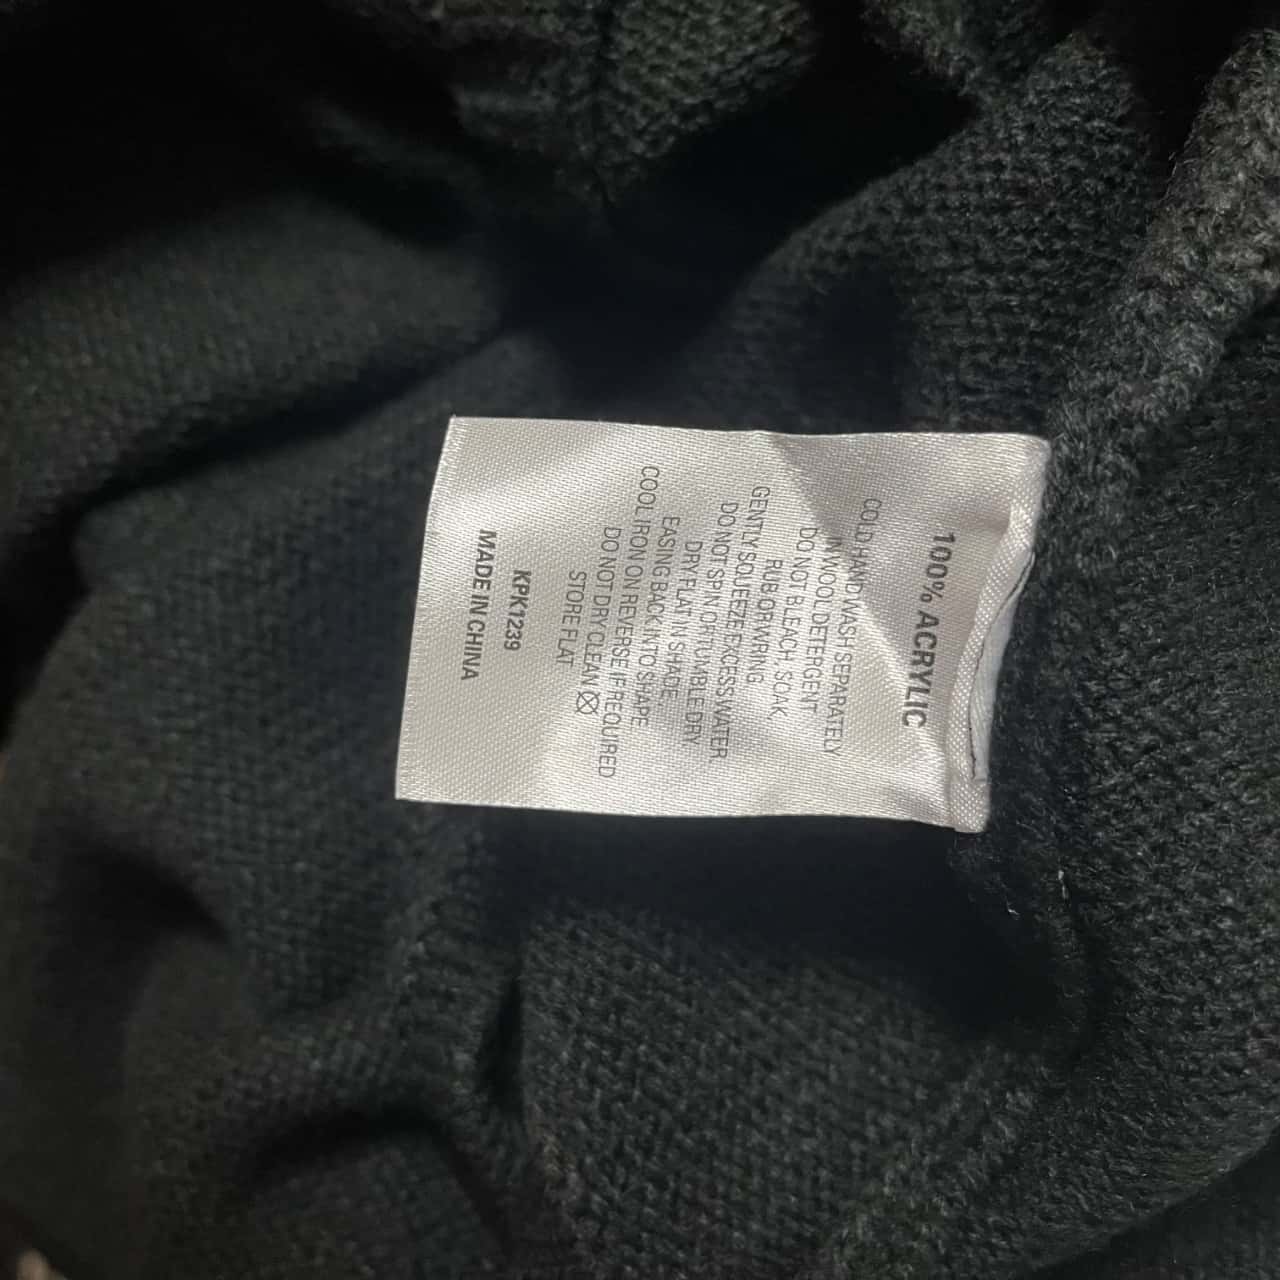 100% ACRYLIC
COLD HAND WASH SEPARATELY
IN WOOL DETERGENT
DO NOT BLEACH, SOAK,
RUB OR WRING
GENTLY SQUEEZE EXCESS WATER
DO NOT SPIN OR TUMBLE DRY.
DRY FLAT IN SHADE,
EASING BACK INTO SHAPE
COOL IRON ON REVERSE IF REQUIRED
DO NOT DRY CLEAN
STORE FLAT
KPK1239
MADE IN CHINA